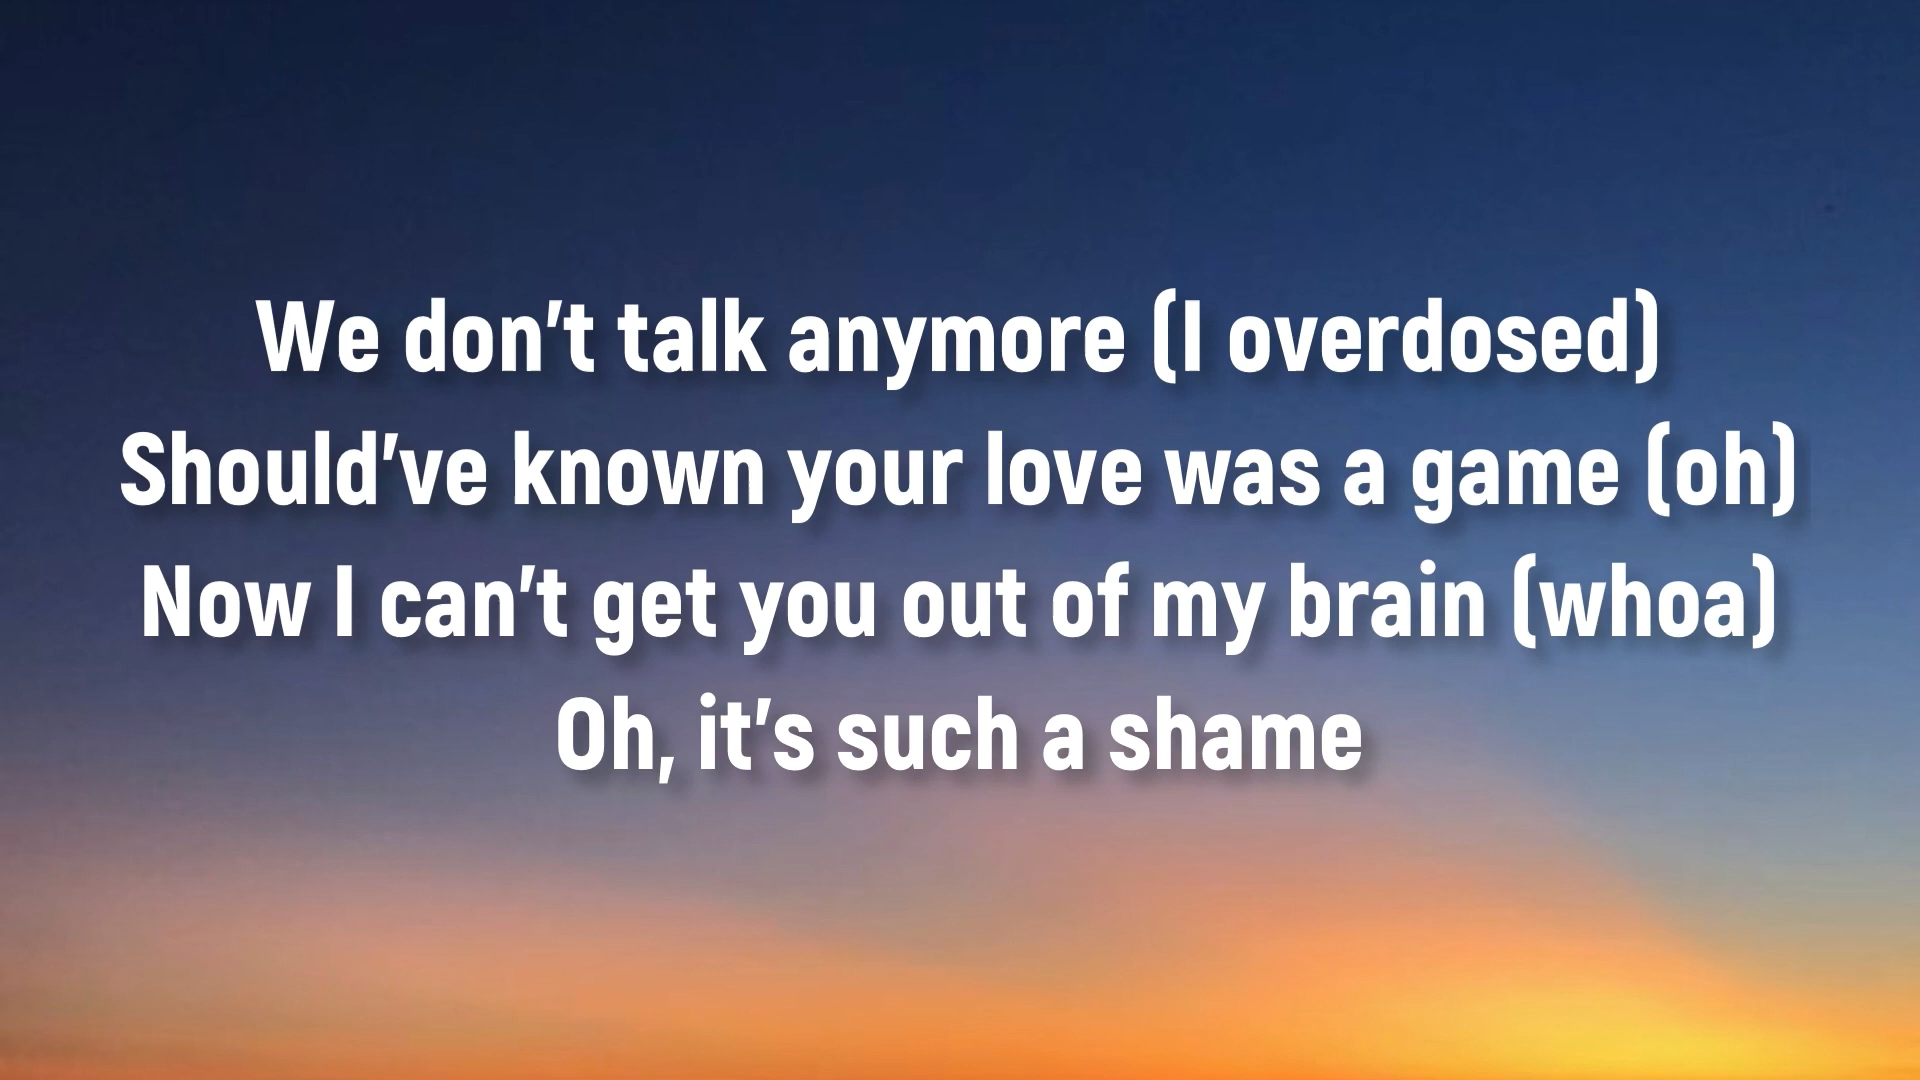 We don't talk anymore (I overdosed)
Should've known your love was a game (oh)
Now I can't get you out of my brain (whoa)
Oh, it's such a shame